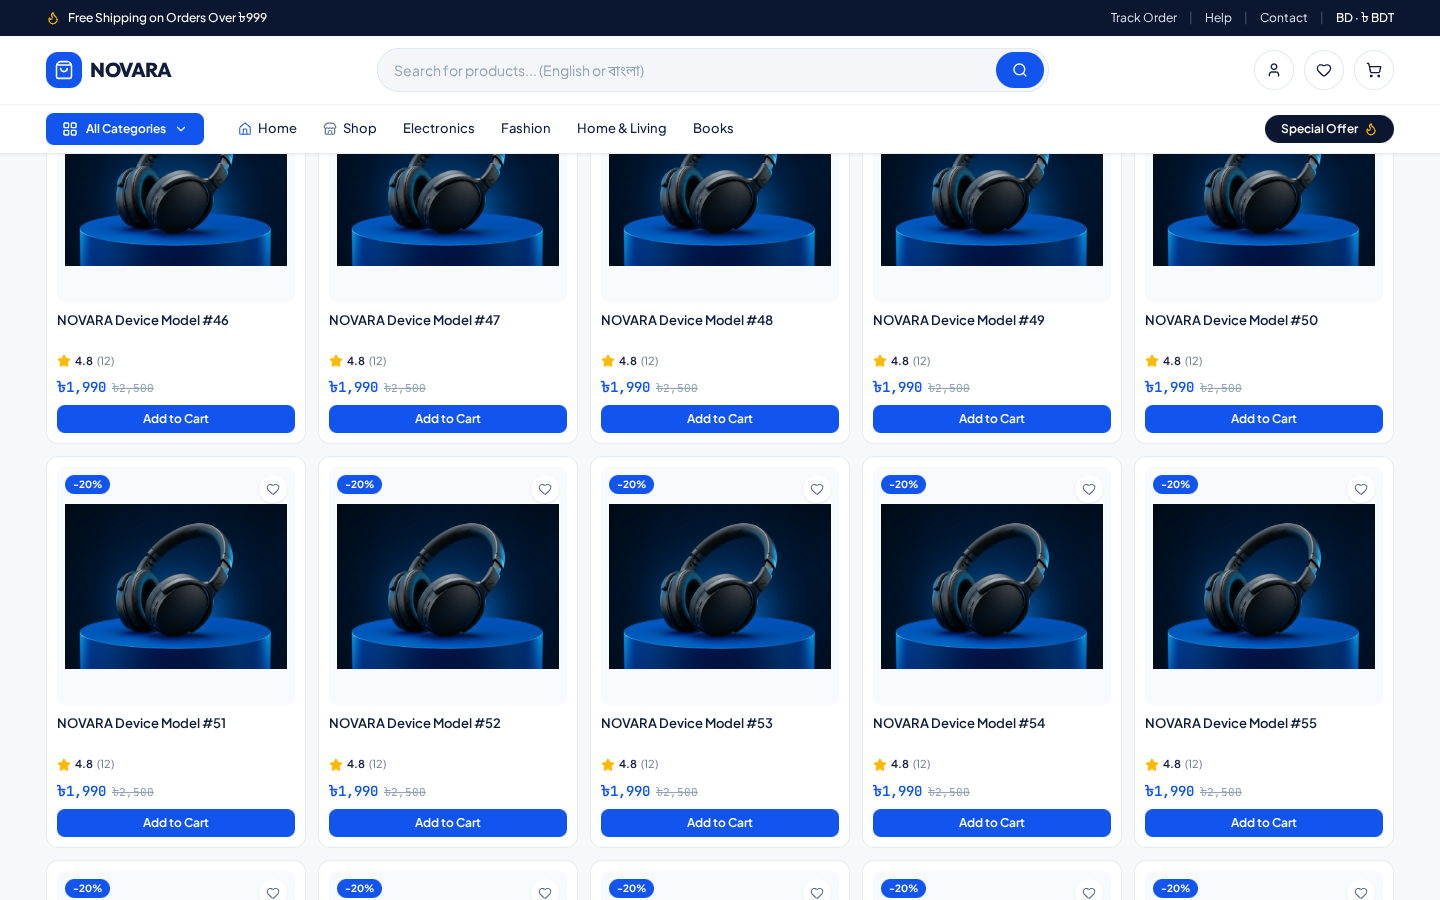 Free Shipping on Orders Over ৳999
Track Order | Help | Contact | BD · ৳ BDT
NOVARA
Search for products... (English or বাংলা)
All Categories
Home
Shop
Electronics
Fashion
Home & Living
Books
Special Offer
NOVARA Device Model #46
NOVARA Device Model #47
NOVARA Device Model #48
NOVARA Device Model #49
NOVARA Device Model #50
4.8 (12)
4.8 (12)
4.8 (12)
4.8 (12)
4.8 (12)
৳1,990 ৳2,500
৳1,990 ৳2,500
৳1,990 ৳2,500
৳1,990 ৳2,500
৳1,990 ৳2,500
Add to Cart
Add to Cart
Add to Cart
Add to Cart
Add to Cart
-20%
-20%
-20%
-20%
-20%
NOVARA Device Model #51
NOVARA Device Model #52
NOVARA Device Model #53
NOVARA Device Model #54
NOVARA Device Model #55
4.8 (12)
4.8 (12)
4.8 (12)
4.8 (12)
4.8 (12)
৳1,990 ৳2,500
৳1,990 ৳2,500
৳1,990 ৳2,500
৳1,990 ৳2,500
৳1,990 ৳2,500
Add to Cart
Add to Cart
Add to Cart
Add to Cart
Add to Cart
-20%
-20%
-20%
-20%
-20%